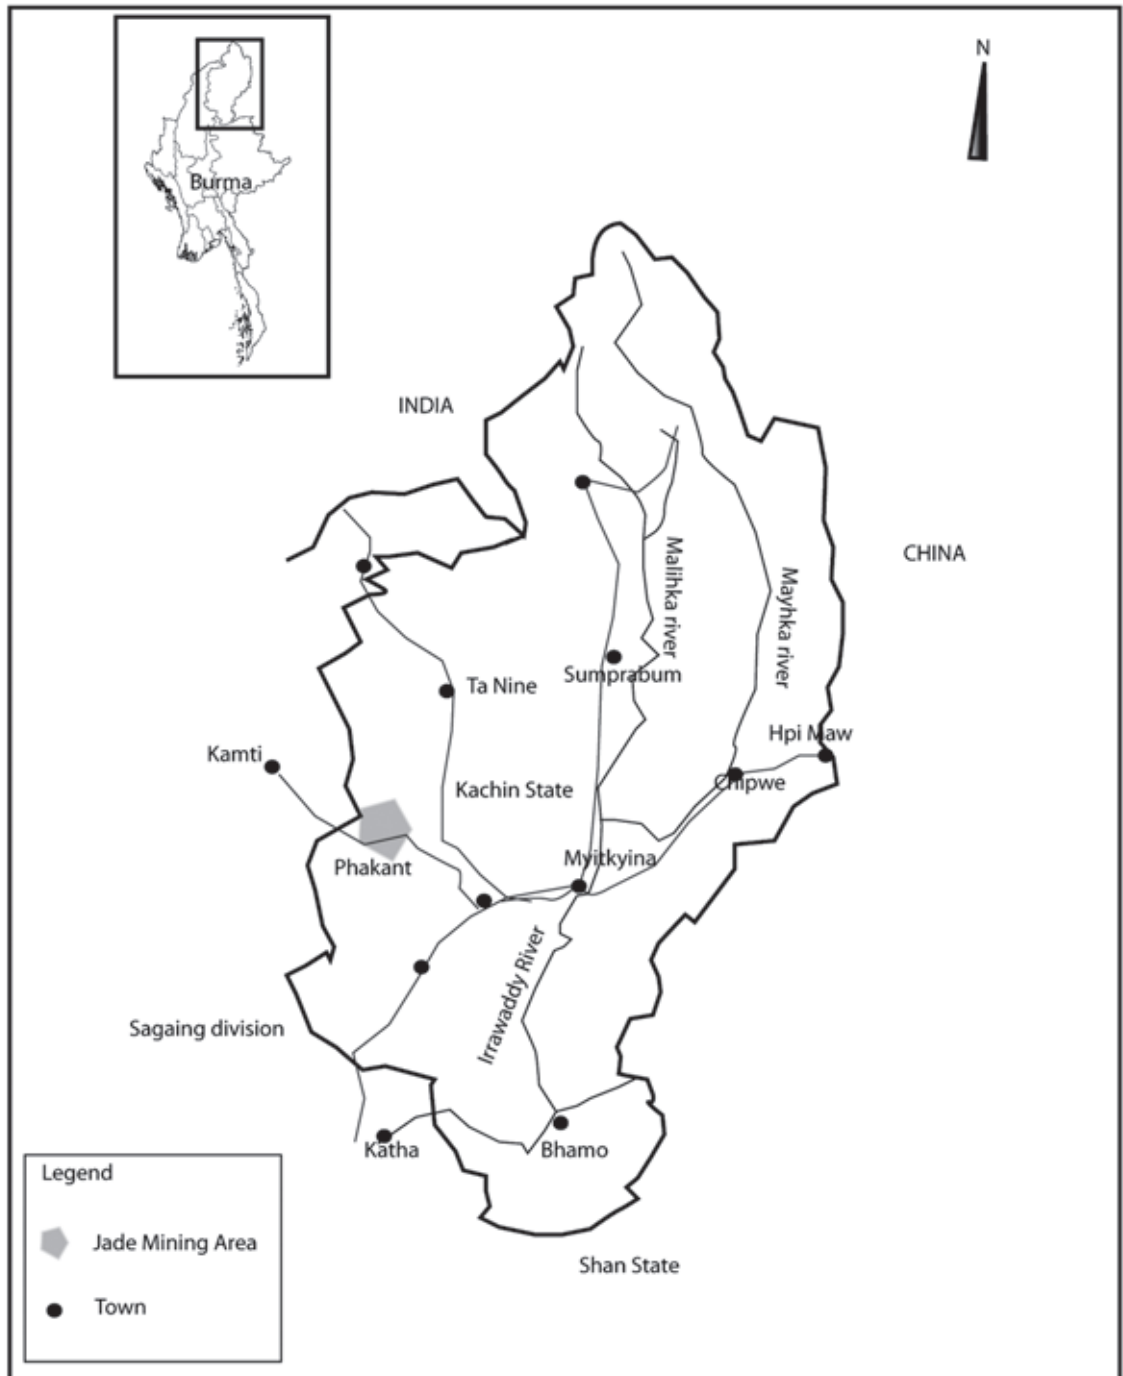 N
Burma
INDIA
CHINA
Malihka river
Mayhka river
Sumprabum
Ta Nine
Hpi Maw
Kamti
Chipwe
Kachin State
Myitkyina
Phakant
Irrawaddy River
Sagaing division
Katha
Bhamo
Legend
Jade Mining Area
Town
Shan State